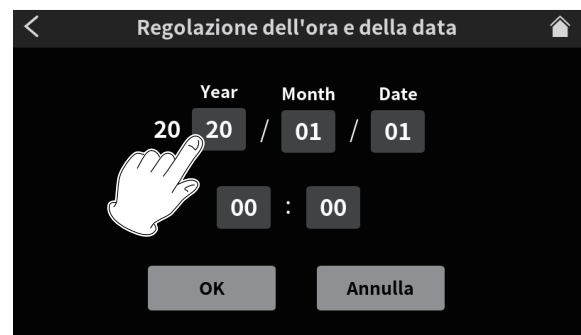 Regolazione dell'ora e della data
Year Month Date
20 20 / 01 / 01
00 : 00
OK Annulla